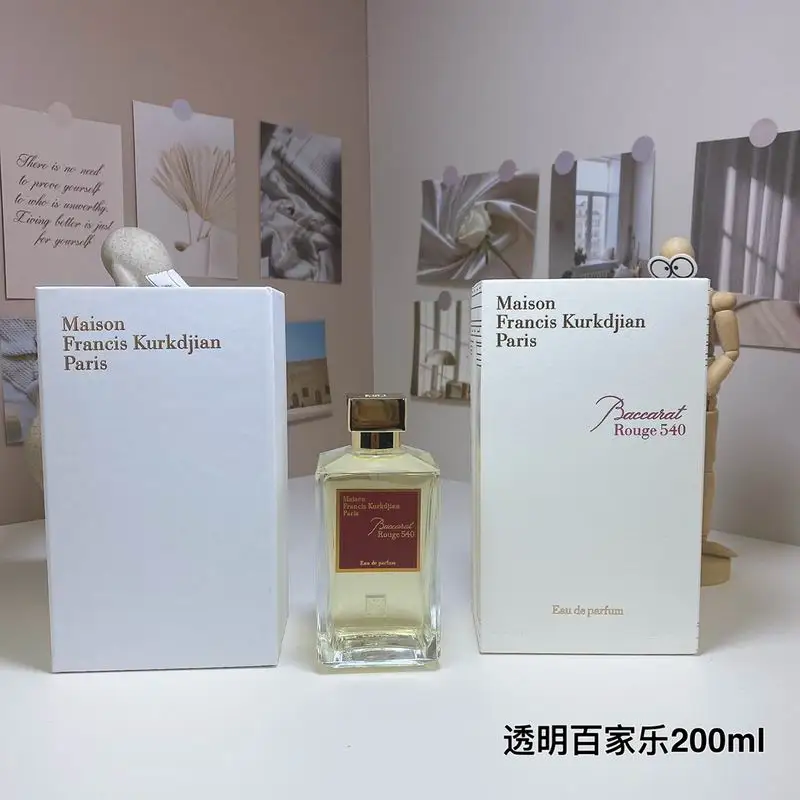 There is no need
to prove yourself
to who is unworthy.
Living better is just
for yourself
Maison
Francis Kurkdjian
Paris
Maison
Francis Kurkdjian
Paris
Baccarat
Rouge 540
Eau de parfum
Maison
Francis Kurkdjian
Paris
Baccarat
Rouge 540
Eau de parfum
透明百家乐200ml